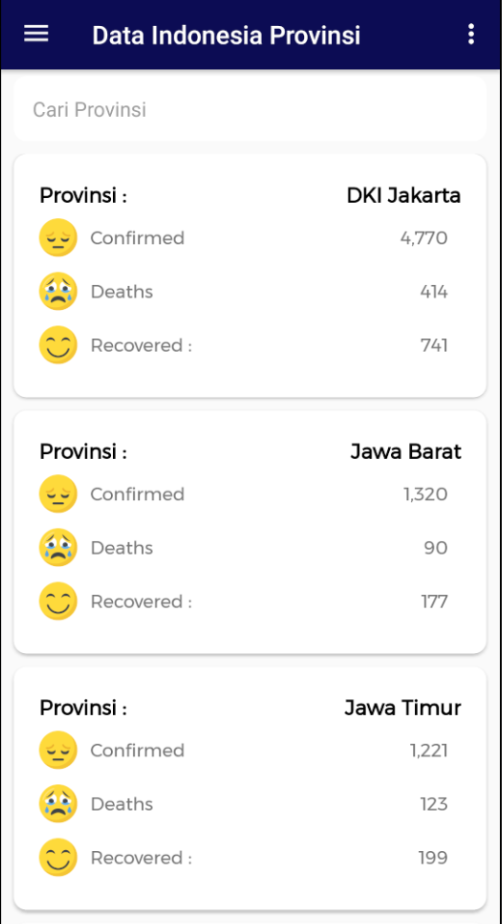 Data Indonesia Provinsi
Cari Provinsi
Provinsi : DKI Jakarta
Confirmed 4,770
Deaths 414
Recovered : 741
Provinsi : Jawa Barat
Confirmed 1,320
Deaths 90
Recovered : 177
Provinsi : Jawa Timur
Confirmed 1,221
Deaths 123
Recovered : 199